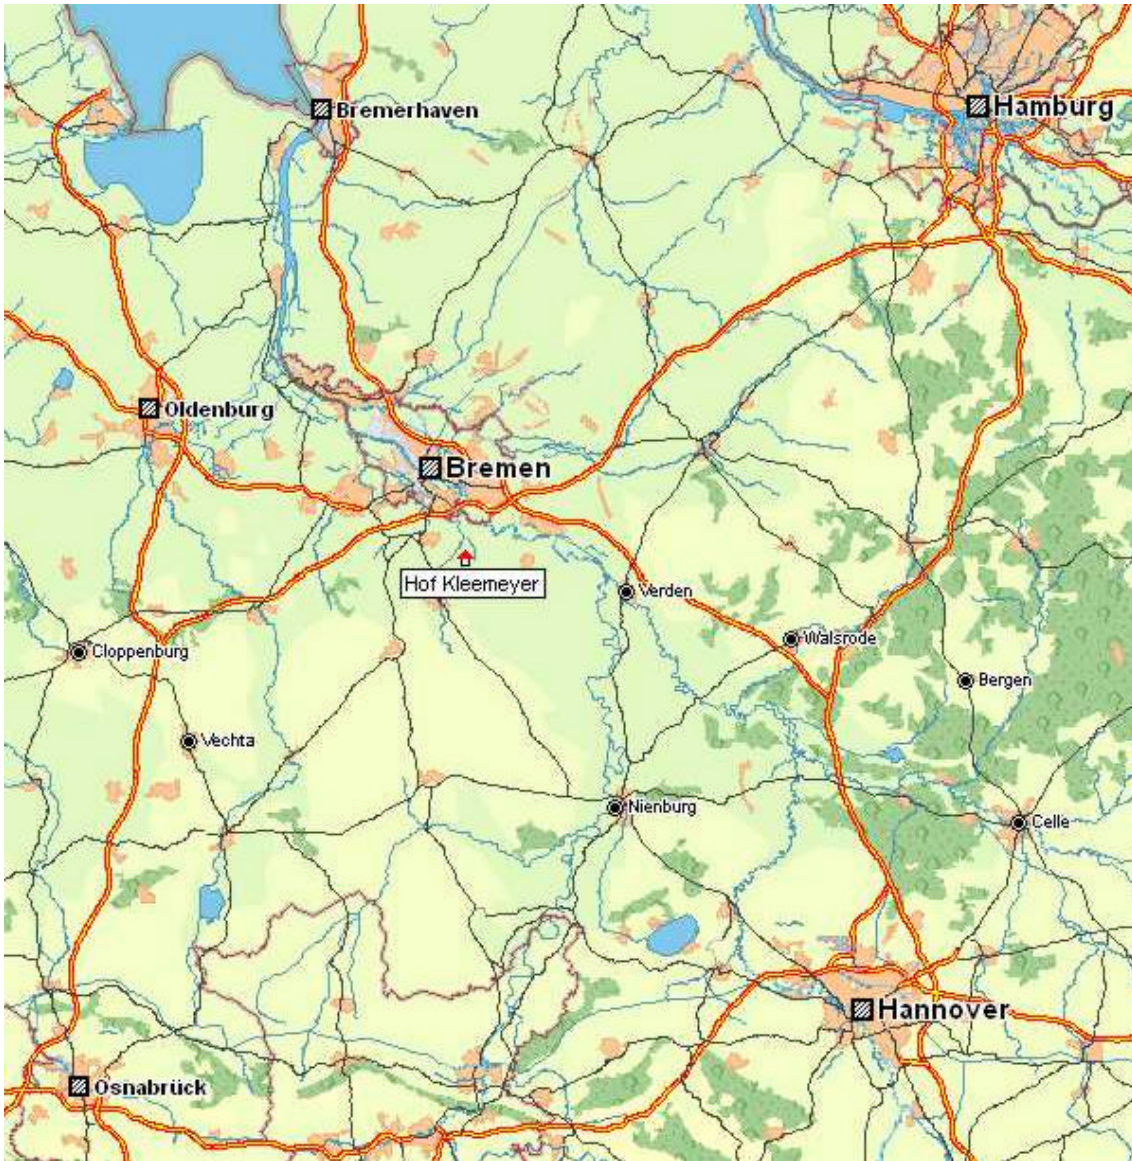 Bremerhaven
Hamburg
Oldenburg
Bremen
Hof Kleemeyer
Verden
Walsrode
Cloppenburg
Bergen
Vechta
Nienburg
Celle
Hannover
Osnabrück